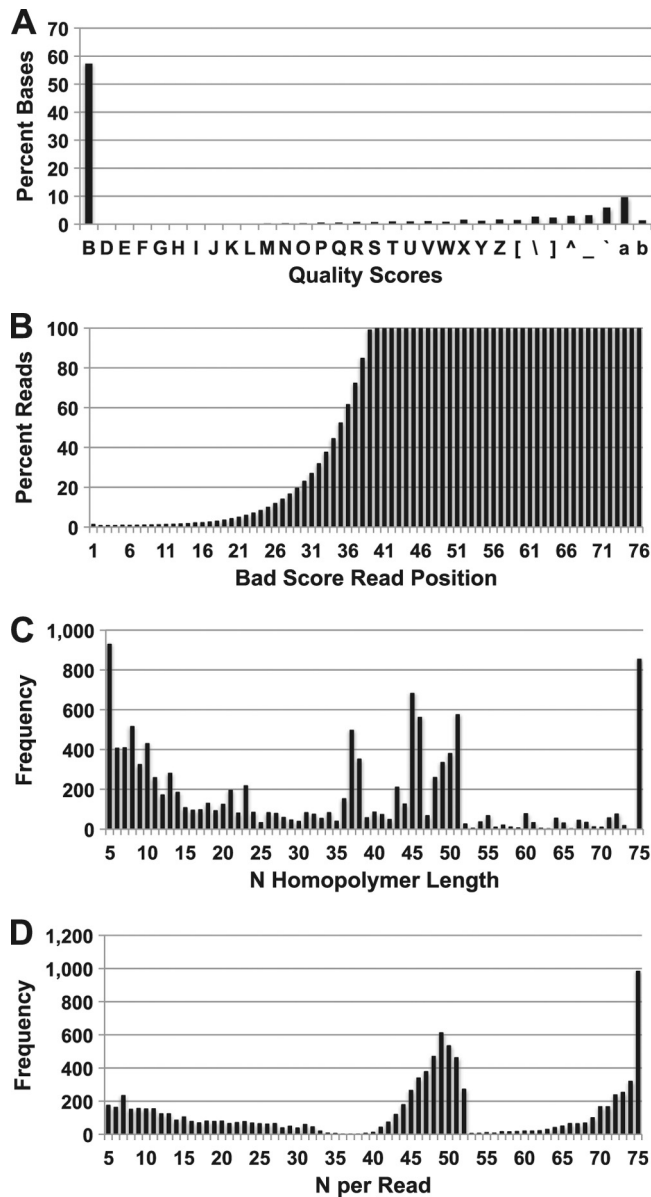 A
Percent Bases
70
60
50
40
30
20
10
0
B D E F G H I J K L M N O P Q R S T U V W X Y Z [ \ ] ^ _ ` a b
Quality Scores
B
Percent Reads
100
80
60
40
20
0
1 6 11 16 21 26 31 36 41 46 51 56 61 66 71 76
Bad Score Read Position
C
Frequency
1,000
800
600
400
200
0
5 10 15 20 25 30 35 40 45 50 55 60 65 70 75
N Homopolymer Length
D
Frequency
1,200
1,000
800
600
400
200
0
5 10 15 20 25 30 35 40 45 50 55 60 65 70 75
N per Read